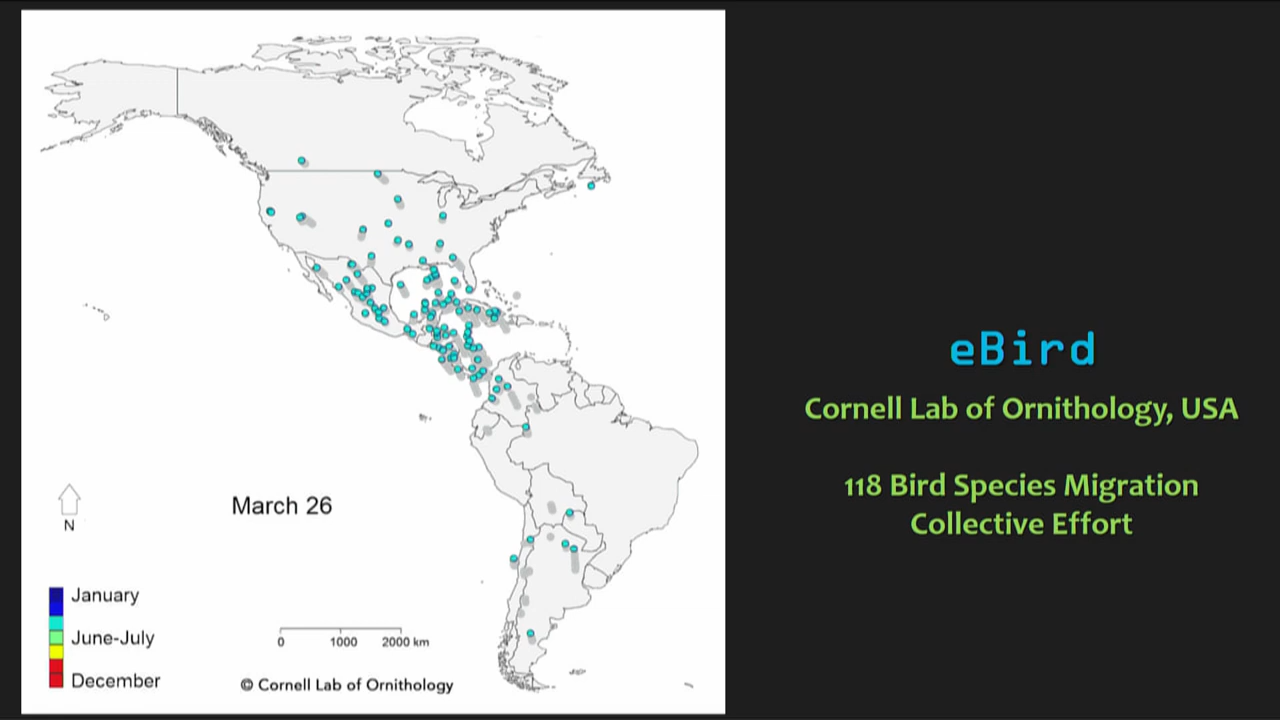 March 26
N
January
June-July
December
0 1000 2000 km
© Cornell Lab of Ornithology
eBird
Cornell Lab of Ornithology, USA
118 Bird Species Migration
Collective Effort